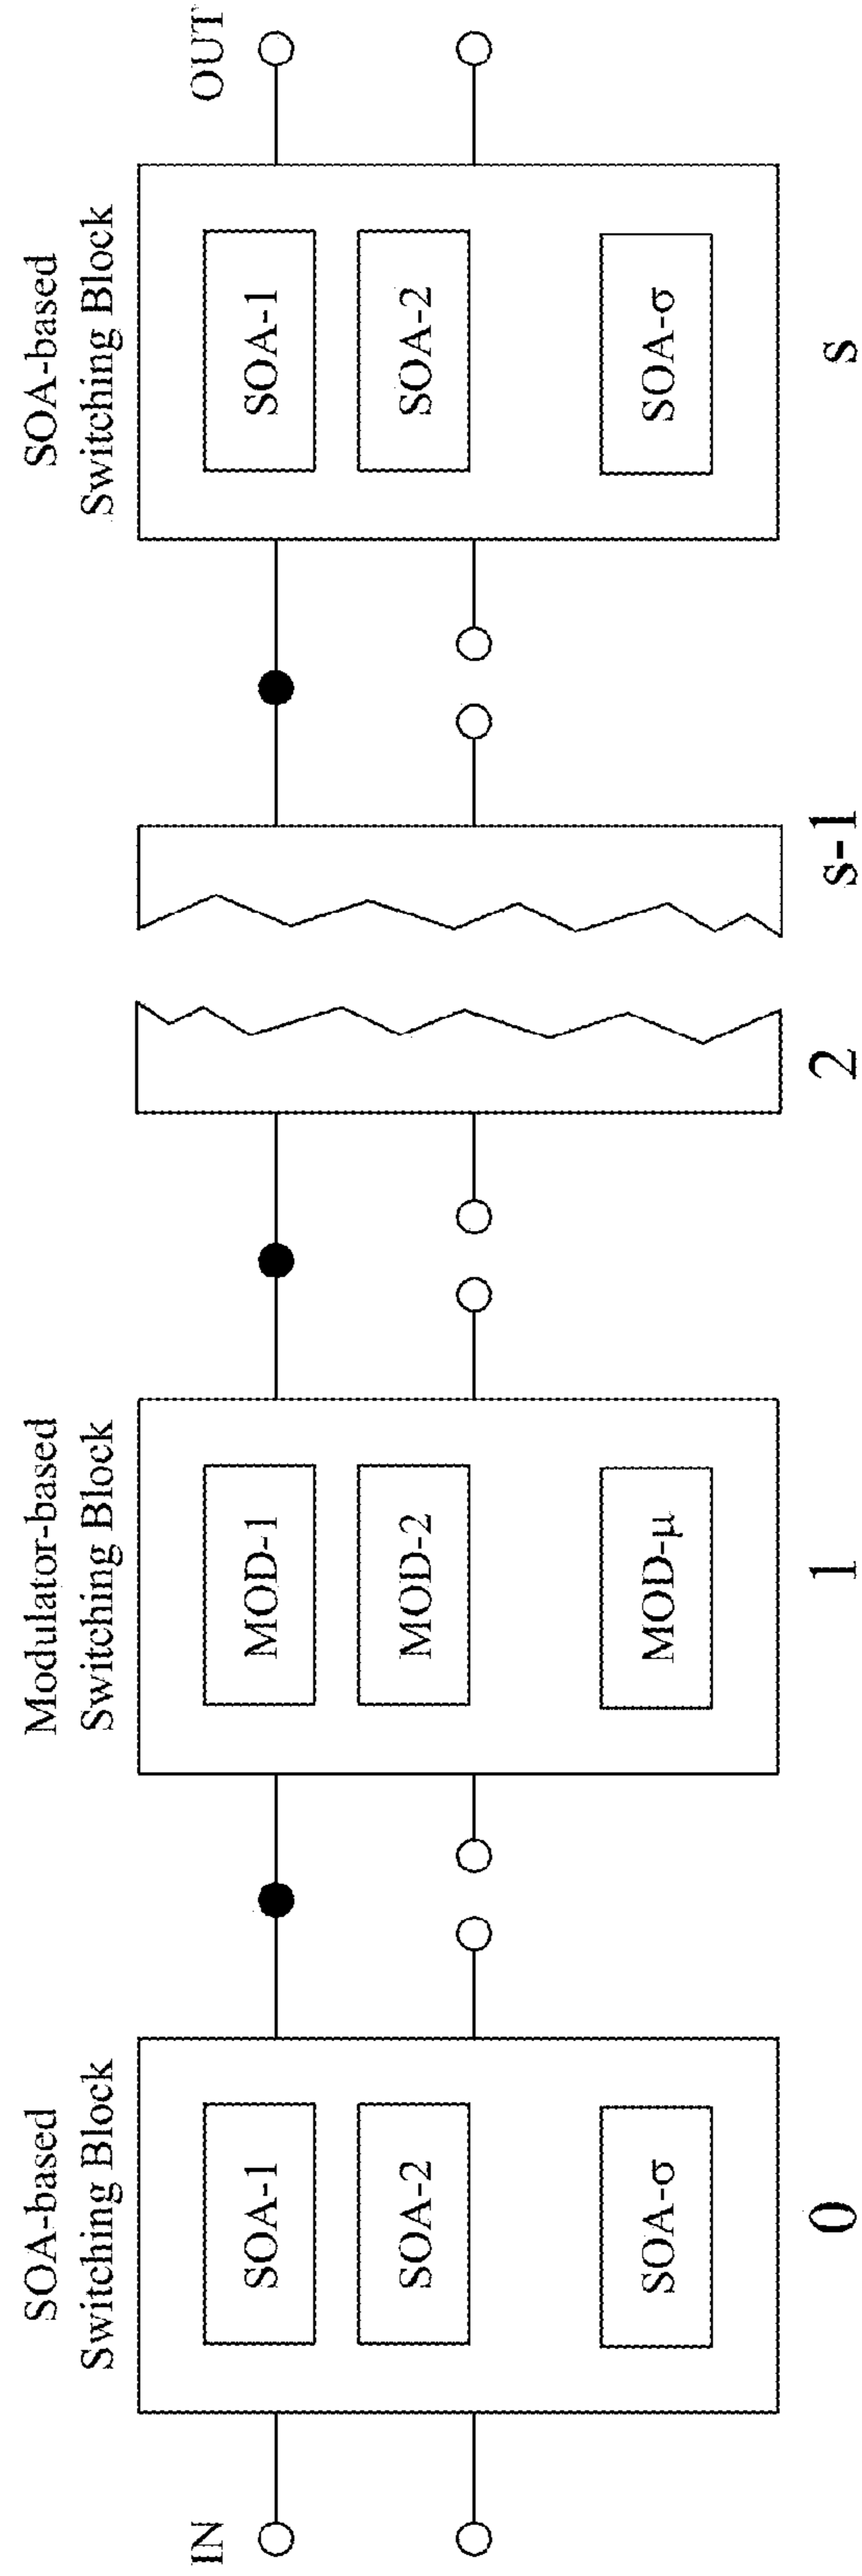 SOA-based
Switching Block
Modulator-based
Switching Block
SOA-based
Switching Block
IN
OUT
SOA-1
SOA-2
SOA-σ
MOD-1
MOD-2
MOD-μ
SOA-1
SOA-2
SOA-σ
0
1
2
s-1
s